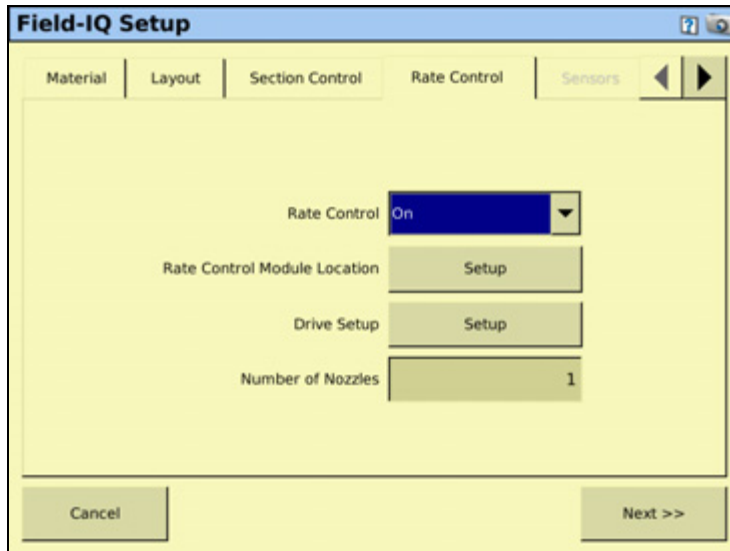 Field-IQ Setup
?
Material Layout Section Control Rate Control Sensors
Rate Control On
Rate Control Module Location Setup
Drive Setup Setup
Number of Nozzles 1
Cancel Next >>